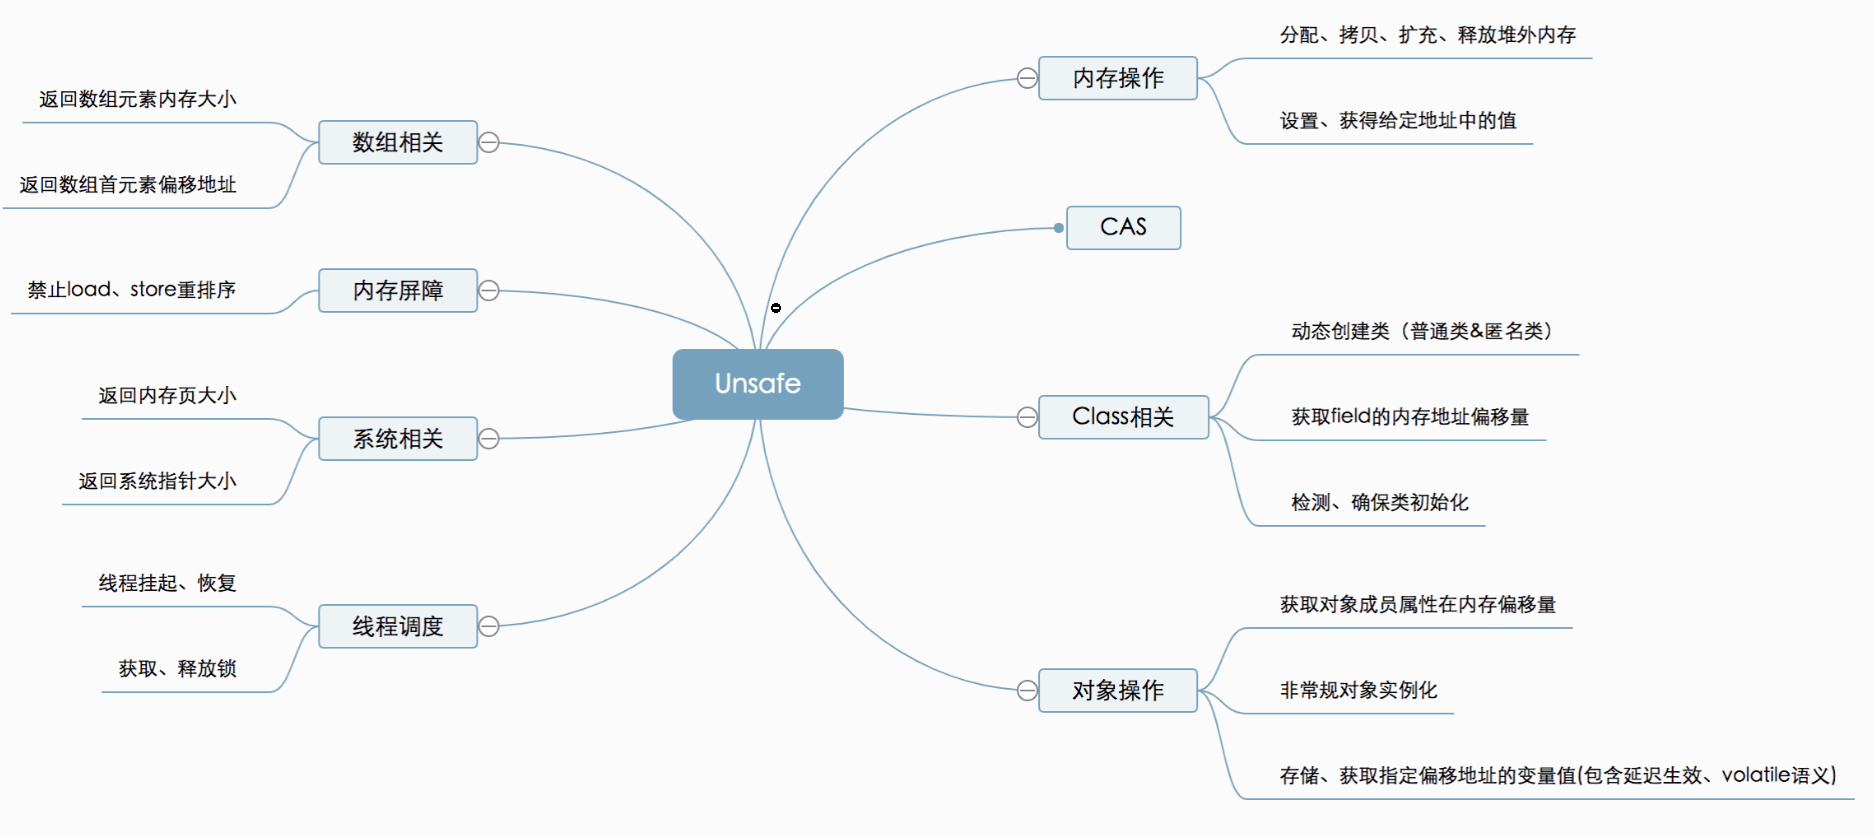 Unsafe
内存操作
分配、拷贝、扩充、释放堆外内存
设置、获得给定地址中的值
CAS
Class相关
动态创建类（普通类&匿名类）
获取field的内存地址偏移量
检测、确保类初始化
对象操作
获取对象成员属性在内存偏移量
非常规对象实例化
存储、获取指定偏移地址的变量值(包含延迟生效、volatile语义)
数组相关
返回数组元素内存大小
返回数组首元素偏移地址
内存屏障
禁止load、store重排序
系统相关
返回内存页大小
返回系统指针大小
线程调度
线程挂起、恢复
获取、释放锁